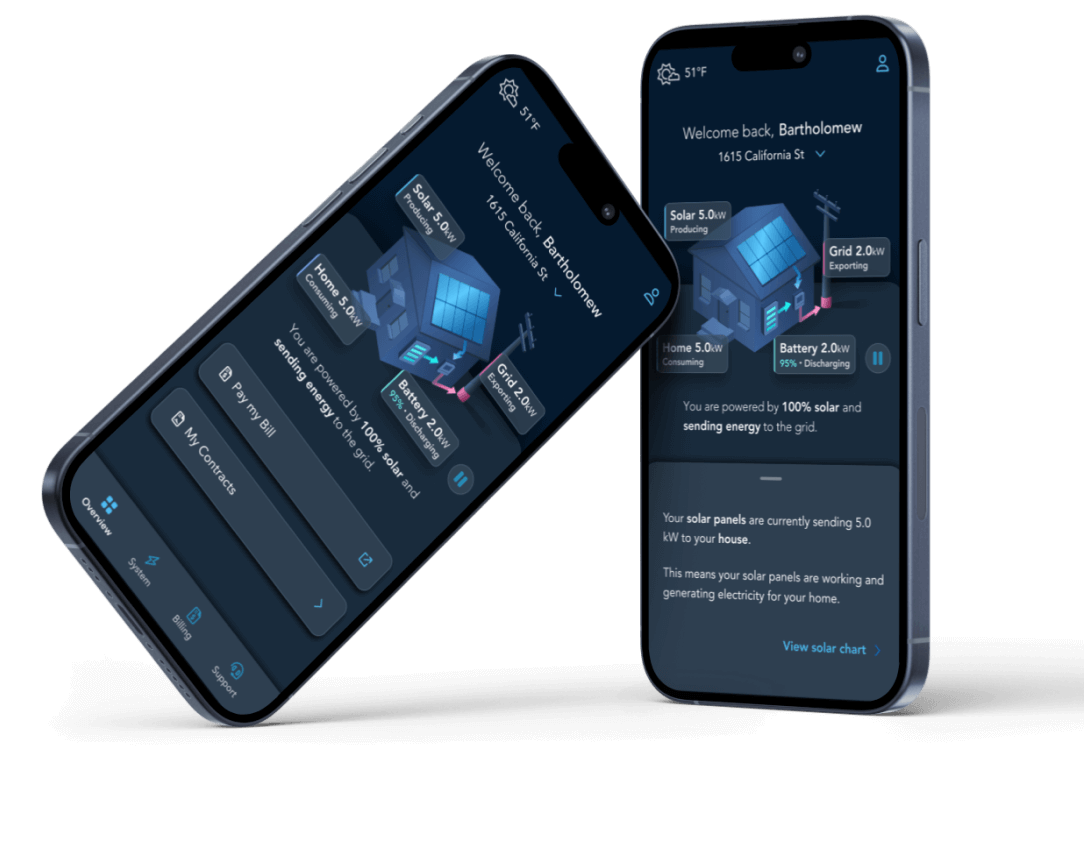 51°F
Welcome back, Bartholomew
1615 California St
Solar 5.0kW
Producing
Home 5.0kW
Consuming
Grid 2.0kW
Exporting
Battery 2.0kW
95% • Discharging
You are powered by 100% solar and
sending energy to the grid.
Pay my Bill
My Contracts
Overview
System
Billing
Support
51°F
Welcome back, Bartholomew
1615 California St
Solar 5.0kW
Producing
Grid 2.0kW
Exporting
Home 5.0kW
Consuming
Battery 2.0kW
95% • Discharging
You are powered by 100% solar and
sending energy to the grid.
Your solar panels are currently sending 5.0
kW to your house.
This means your solar panels are working and
generating electricity for your home.
View solar chart